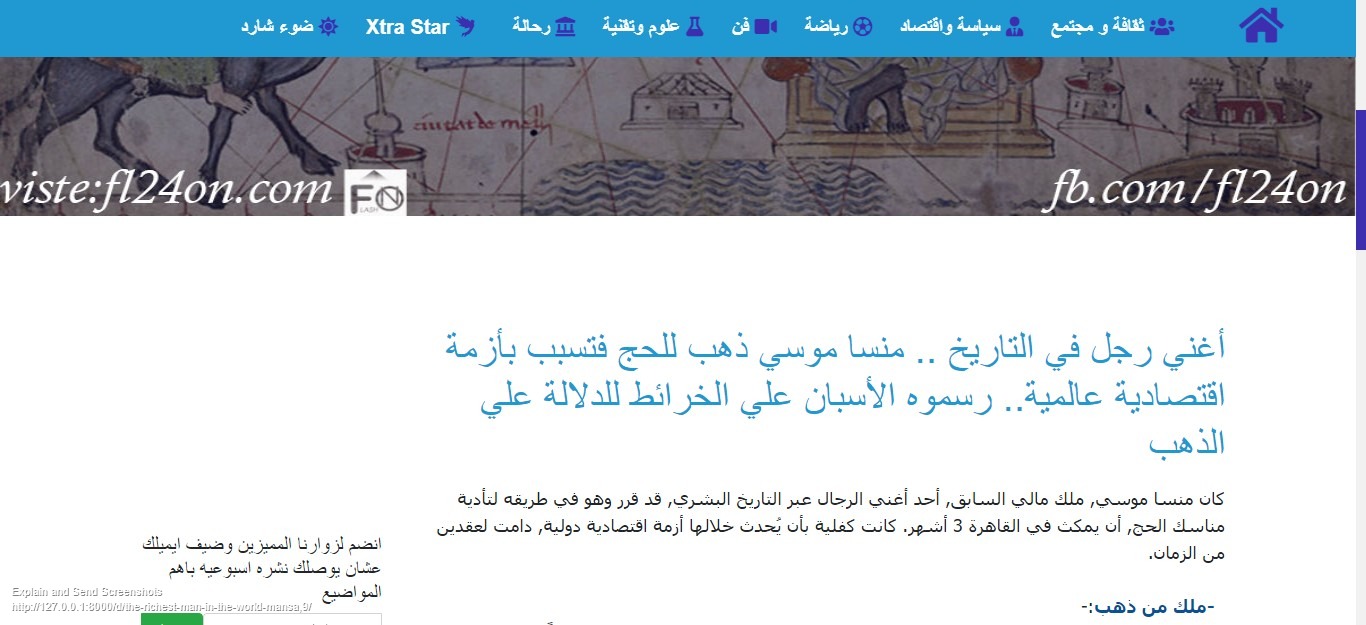 ثقافة و مجتمع
سياسة واقتصاد
رياضة
فن
علوم وتقنية
رحالة
Xtra Star
ضوء شارد
ciutat de melli
viste:fl24on.com
FN
fb.com/fl24on
أغني رجل في التاريخ .. منسا موسي ذهب للحج فتسبب بأزمة
اقتصادية عالمية.. رسموه الأسبان علي الخرائط للدلالة علي
الذهب
كان منسا موسي, ملك مالي السابق, أحد أغني الرجال عبر التاريخ البشري, قد قرر وهو في طريقه لتأدية
مناسك الحج, أن يمكث في القاهرة 3 أشهر. كانت كفلية بأن يُحدث خلالها أزمة اقتصادية دولية, دامت لعقدين
من الزمان.
-ملك من ذهب:-
انضم لزوارنا المميزين وضيف ايميلك
عشان يوصلك نشره اسبوعيه باهم
المواضيع
Explain and Send Screenshots
http://127.0.0.1:8000/d/the-richest-man-in-the-world-mansa,9/